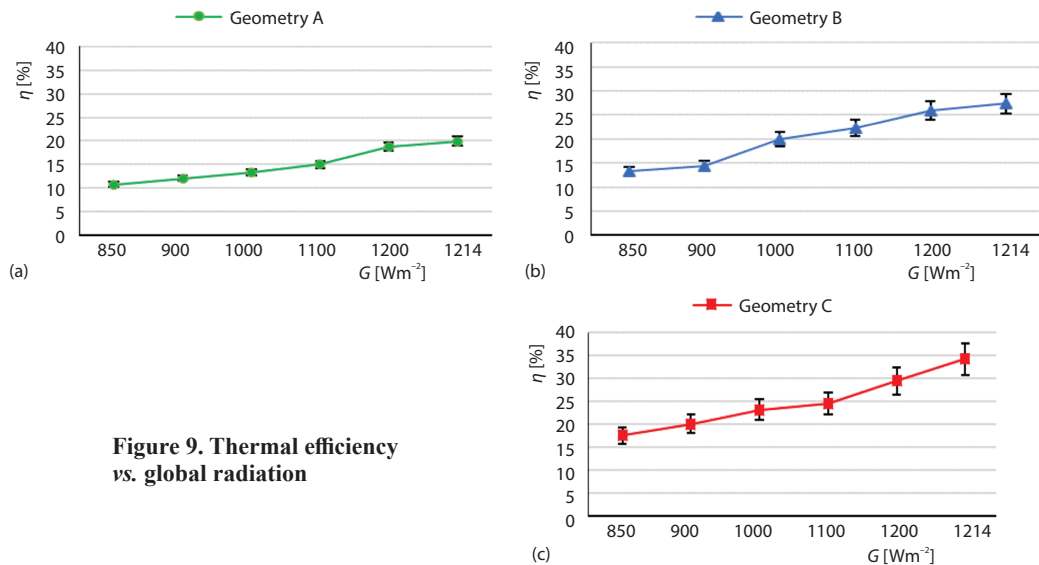 Geometry A
η [%]
40
35
30
25
20
15
10
5
0
850 900 1000 1100 1200 1214
G [Wm⁻²]
(a)
Geometry B
η [%]
40
35
30
25
20
15
10
5
0
850 900 1000 1100 1200 1214
G [Wm⁻²]
(b)
Geometry C
η [%]
40
35
30
25
20
15
10
5
0
850 900 1000 1100 1200 1214
G [Wm⁻²]
(c)
Figure 9. Thermal efficiency
vs. global radiation